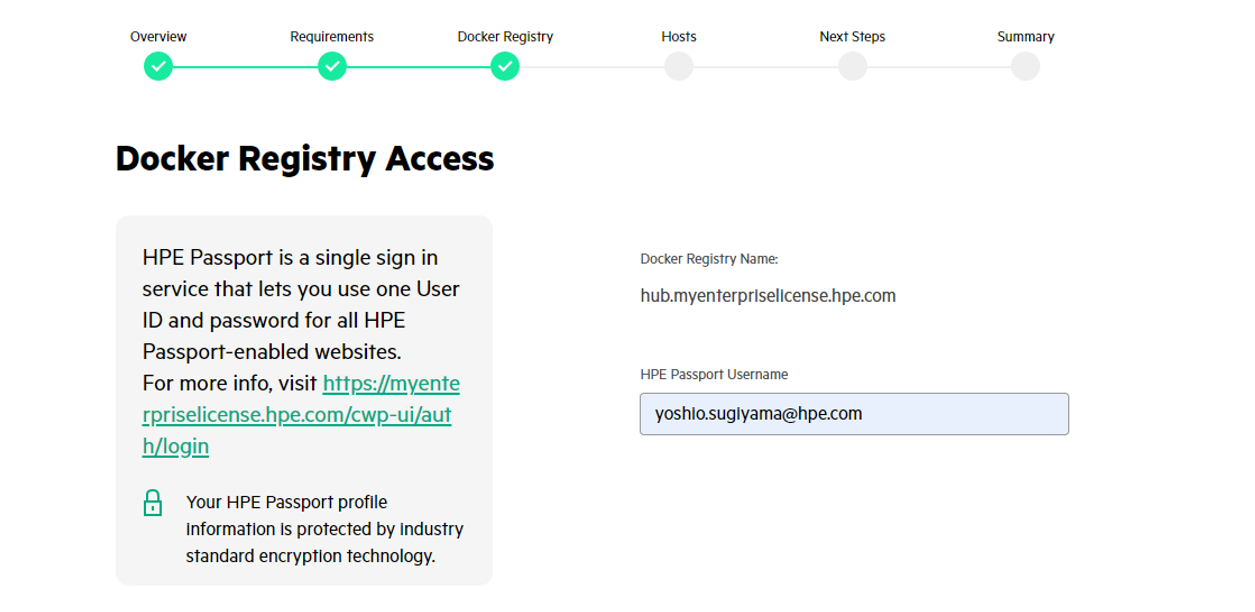 Overview Requirements Docker Registry Hosts Next Steps Summary
Docker Registry Access
HPE Passport is a single sign in
service that lets you use one User
ID and password for all HPE
Passport-enabled websites.
For more info, visit https://myente
rpriselicense.hpe.com/cwp-ui/aut
h/login
Your HPE Passport profile
information is protected by industry
standard encryption technology.
Docker Registry Name:
hub.myenterpriselicense.hpe.com
HPE Passport Username
yoshio.sugiyama@hpe.com